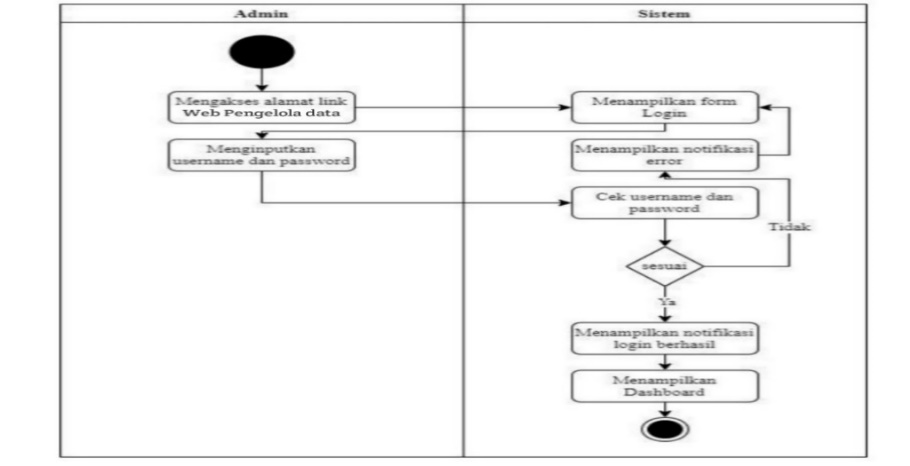 Admin
Sistem
Mengakses alamat link
Web Pengelola data
Menampilkan form
Login
Menginputkan
username dan password
Menampilkan notifikasi
error
Cek username dan
password
Tidak
sesuai
Ya
Menampilkan notifikasi
login berhasil
Menampilkan
Dashboard